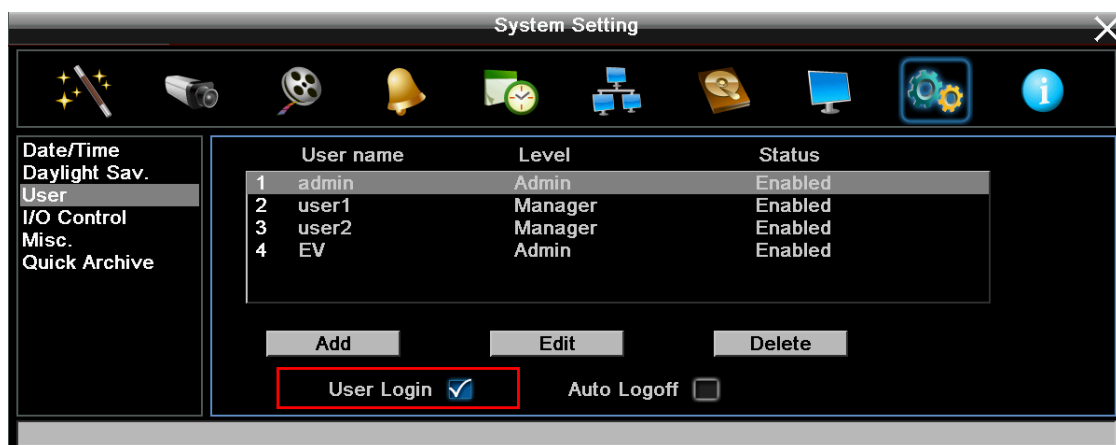 System Setting
Date/Time
Daylight Sav.
User
I/O Control
Misc.
Quick Archive
User name Level Status
1 admin Admin Enabled
2 user1 Manager Enabled
3 user2 Manager Enabled
4 EV Admin Enabled
Add Edit Delete
User Login Auto Logoff